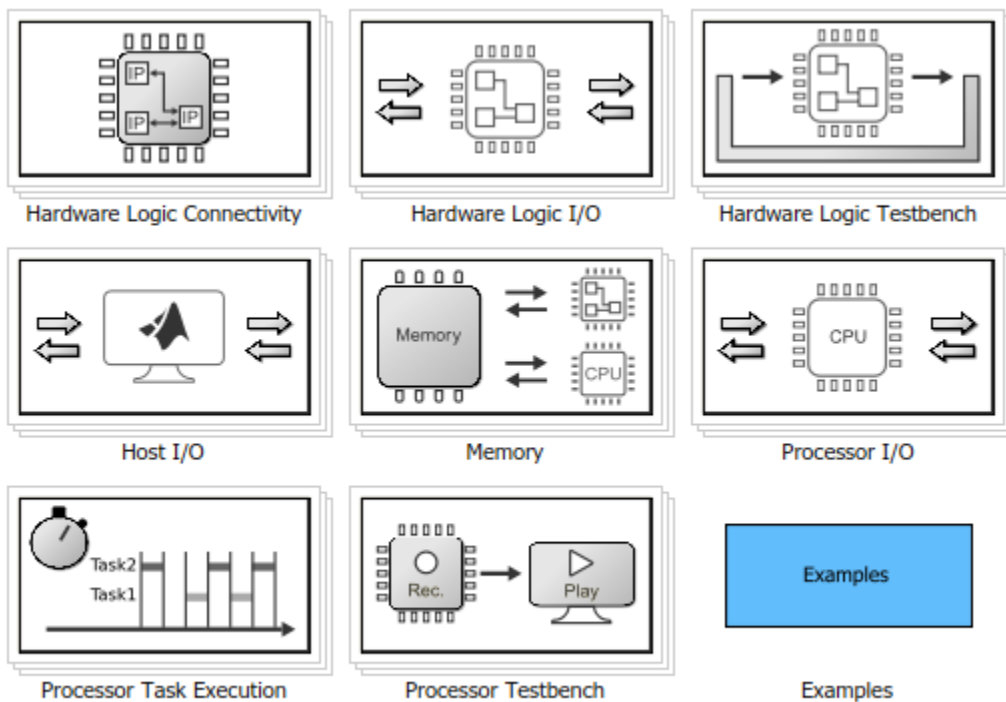 IP
IP
IP
Hardware Logic Connectivity
Hardware Logic I/O
Hardware Logic Testbench
Host I/O
Memory
CPU
Memory
CPU
Processor I/O
Task2
Task1
Processor Task Execution
Rec.
Play
Processor Testbench
Examples
Examples